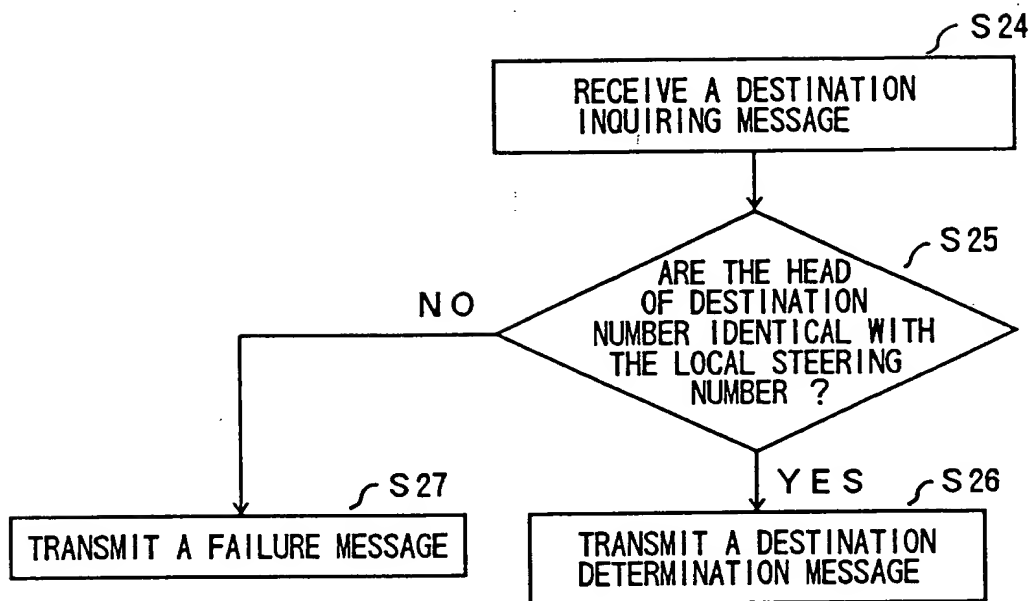 S24
RECEIVE A DESTINATION
INQUIRING MESSAGE
S25
ARE THE HEAD
OF DESTINATION
NUMBER IDENTICAL WITH
THE LOCAL STEERING
NUMBER ?
NO
YES
S27
TRANSMIT A FAILURE MESSAGE
S26
TRANSMIT A DESTINATION
DETERMINATION MESSAGE